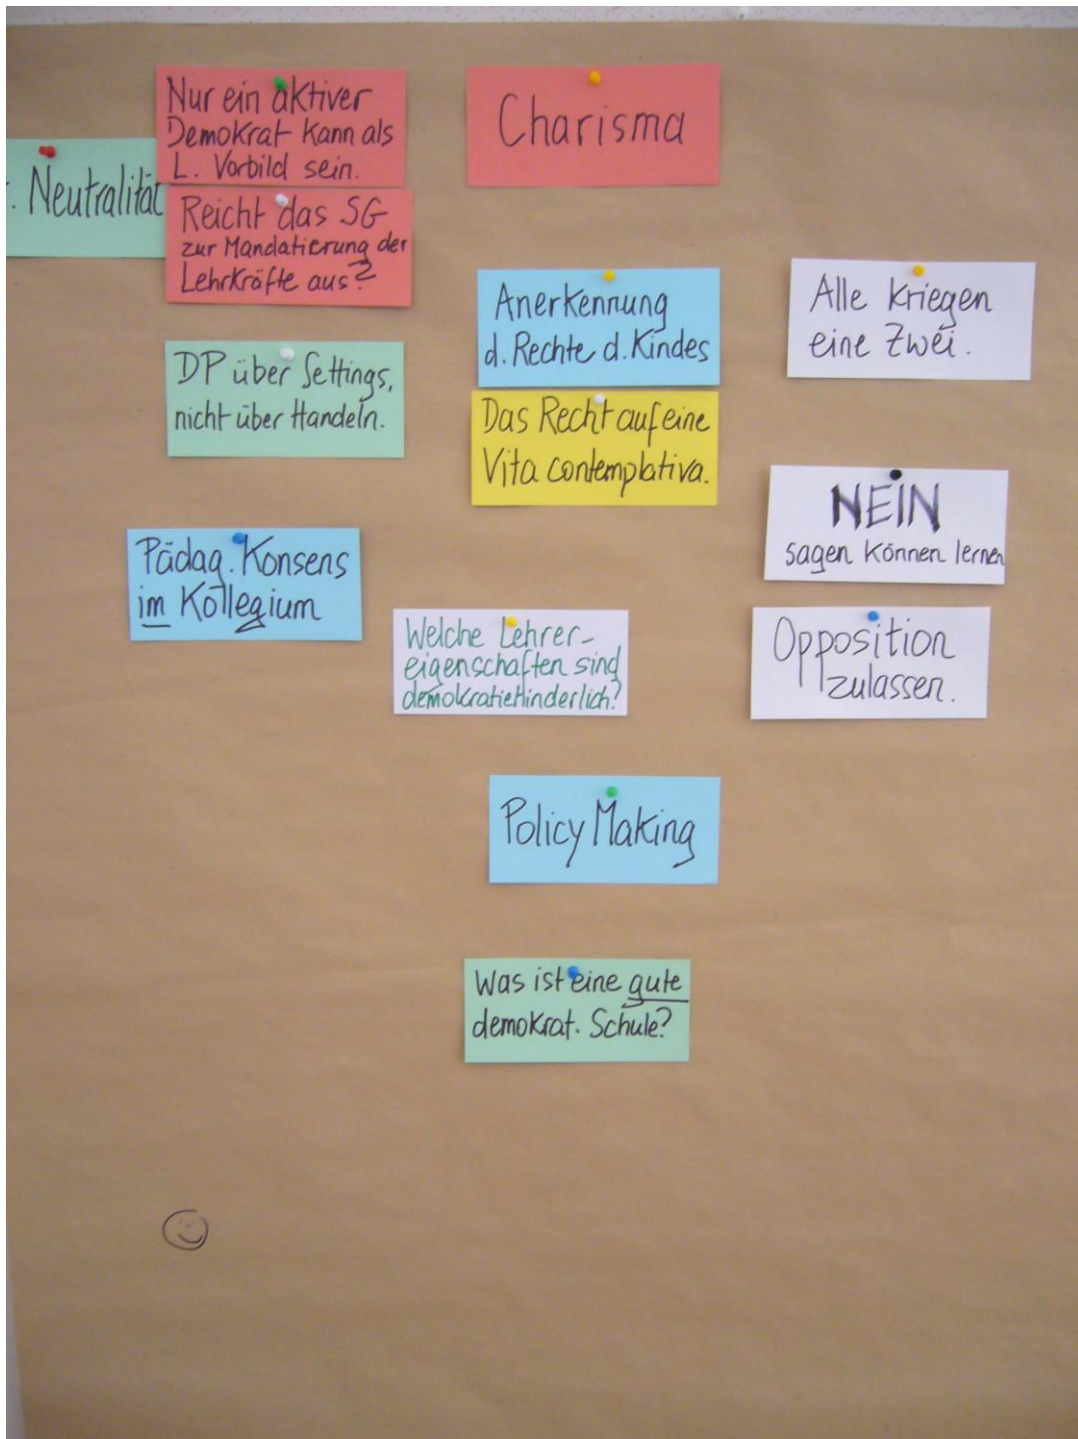 Nur ein aktiver
Demokrat kann als
L. Vorbild sein.
Charisma
. Neutralität
Reicht das SG
zur Mandatierung der
Lehrkräfte aus?
Anerkennung
d. Rechte d. Kindes
Alle kriegen
eine Zwei.
DP über Settings,
nicht über Handeln.
Das Recht auf eine
Vita contemplativa.
NEIN
sagen können lernen
Pädag. Konsens
im Kollegium
Welche Lehrer-
eigenschaften sind
demokratiehinderlich?
Opposition
zulassen.
Policy Making
Was ist eine gute
demokrat. Schule?